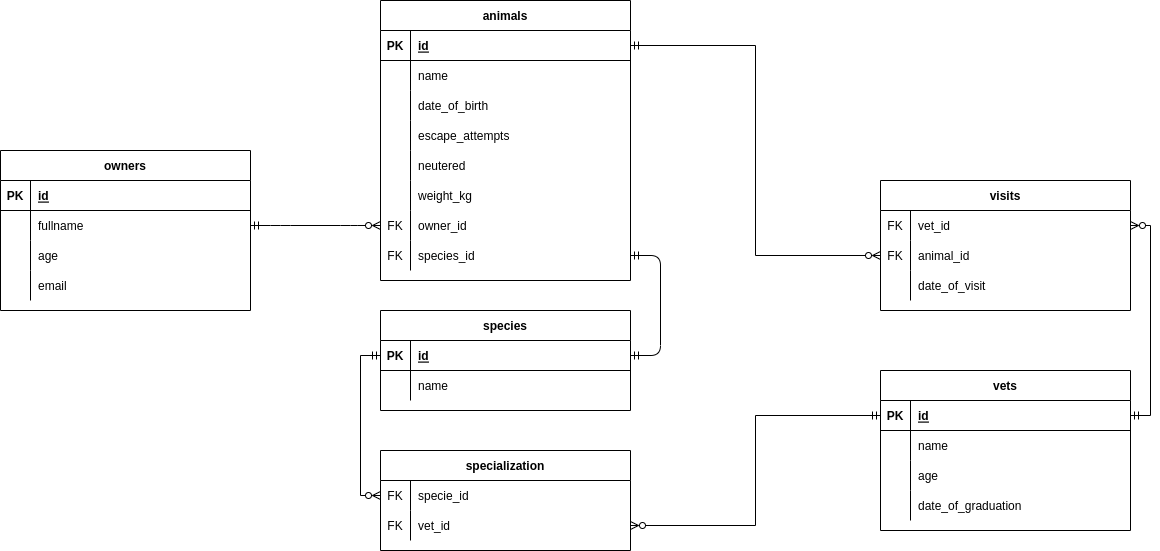 animals
PK id
name
date_of_birth
escape_attempts
neutered
weight_kg
FK owner_id
FK species_id
owners
PK id
fullname
age
email
species
PK id
name
specialization
FK specie_id
FK vet_id
visits
FK vet_id
FK animal_id
date_of_visit
vets
PK id
name
age
date_of_graduation